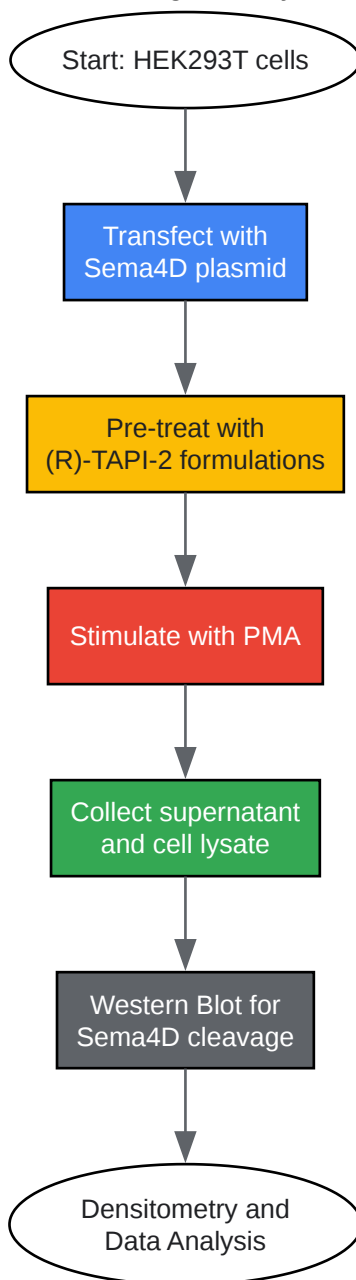 Start: HEK293T cells
Transfect with
Sema4D plasmid
Pre-treat with
(R)-TAPI-2 formulations
Stimulate with PMA
Collect supernatant
and cell lysate
Western Blot for
Sema4D cleavage
Densitometry and
Data Analysis